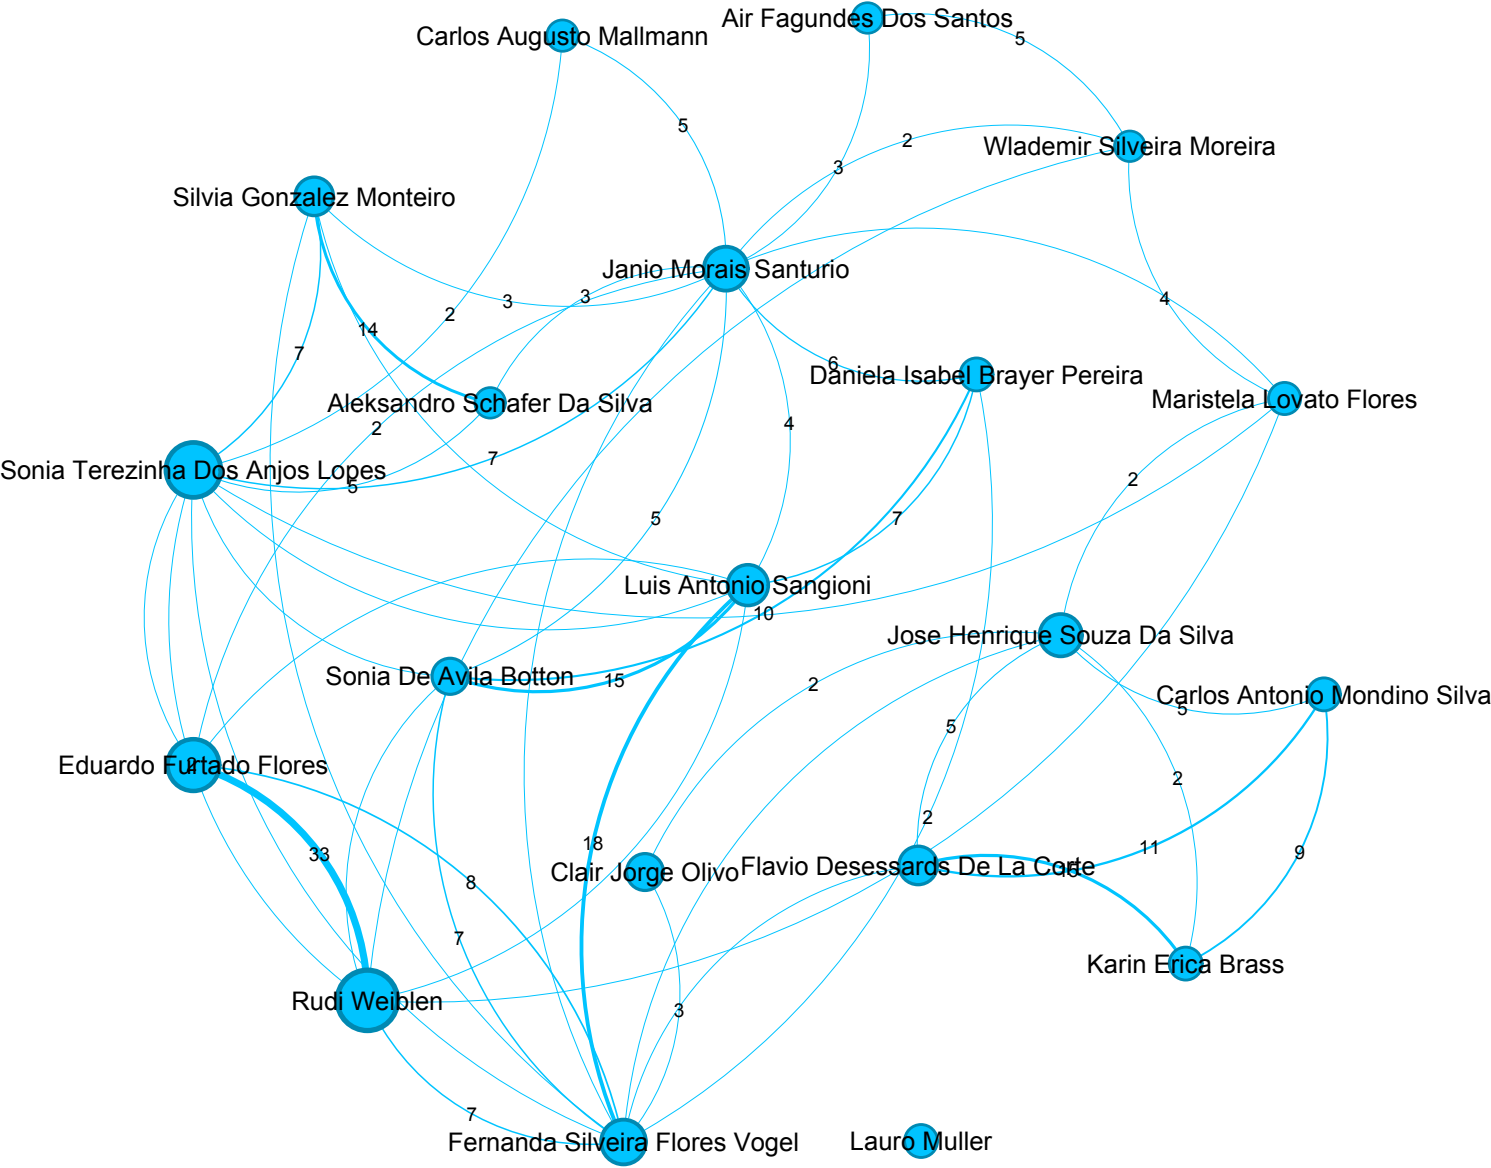 Air Fagundes Dos Santos
Carlos Augusto Mallmann
5
5
2
Wlademir Silveira Moreira
3
Silvia Gonzalez Monteiro
Janio Morais Santurio
3
3
4
2
14
7
6
Daniela Isabel Brayer Pereira
Aleksandro Schafer Da Silva
Maristela Lovato Flores
4
2
7
Sonia Terezinha Dos Anjos Lopes
2
5
5
7
Luis Antonio Sangioni
10
Jose Henrique Souza Da Silva
Sonia De Avila Botton
15
2
Carlos Antonio Mondino Silva
5
5
Eduardo Furtado Flores
2
2
2
18
11
33
9
Clair Jorge Olivo
Flavio Desessards De La Corte
15
8
7
Karin Erica Brass
Rudi Weiblen
3
7
Fernanda Silveira Flores Vogel
Lauro Muller